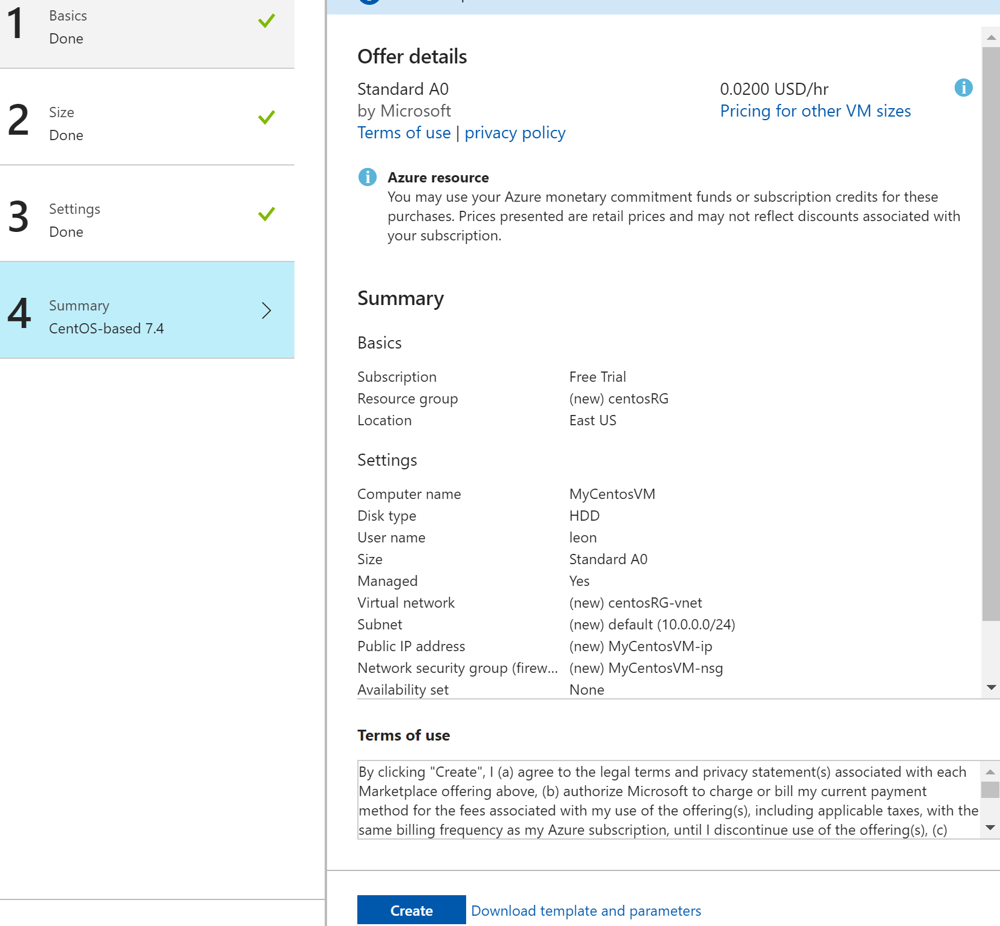 1
Basics
Done
2
Size
Done
3
Settings
Done
4
Summary
CentOS-based 7.4
Offer details
Standard A0
by Microsoft
Terms of use | privacy policy
0.0200 USD/hr
Pricing for other VM sizes
Azure resource
You may use your Azure monetary commitment funds or subscription credits for these
purchases. Prices presented are retail prices and may not reflect discounts associated with
your subscription.
Summary
Basics
Subscription Free Trial
Resource group (new) centosRG
Location East US
Settings
Computer name MyCentosVM
Disk type HDD
User name leon
Size Standard A0
Managed Yes
Virtual network (new) centosRG-vnet
Subnet (new) default (10.0.0.0/24)
Public IP address (new) MyCentosVM-ip
Network security group (firew... (new) MyCentosVM-nsg
Availability set None
Terms of use
By clicking "Create", I (a) agree to the legal terms and privacy statement(s) associated with each
Marketplace offering above, (b) authorize Microsoft to charge or bill my current payment
method for the fees associated with my use of the offering(s), including applicable taxes, with the
same billing frequency as my Azure subscription, until I discontinue use of the offering(s), (c)
Create Download template and parameters